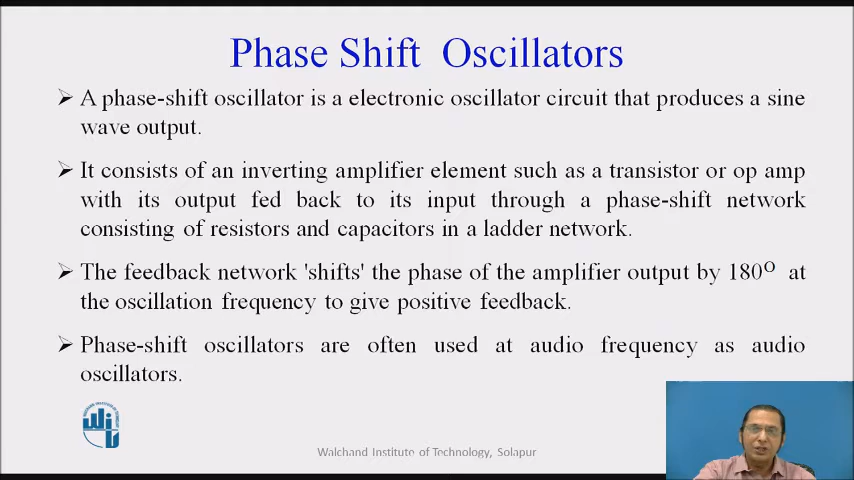 Phase Shift Oscillators
➢ A phase-shift oscillator is a electronic oscillator circuit that produces a sine
wave output.
➢ It consists of an inverting amplifier element such as a transistor or op amp
with its output fed back to its input through a phase-shift network
consisting of resistors and capacitors in a ladder network.
➢ The feedback network 'shifts' the phase of the amplifier output by 180° at
the oscillation frequency to give positive feedback.
➢ Phase-shift oscillators are often used at audio frequency as audio
oscillators.
Walchand Institute of Technology, Solapur